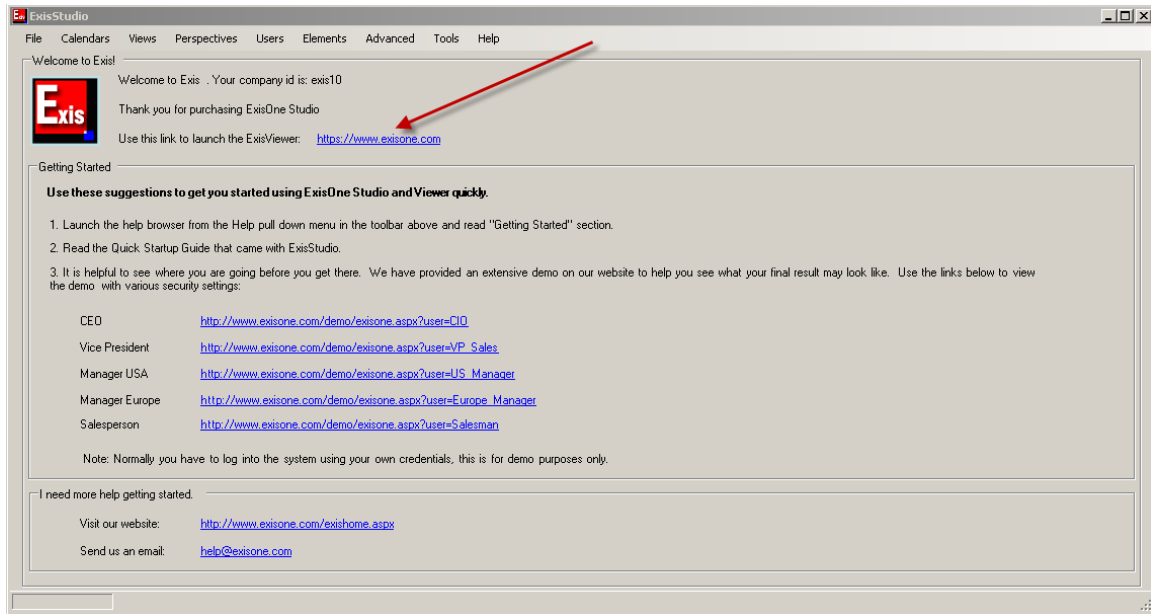 ExisStudio
File Calendars Views Perspectives Users Elements Advanced Tools Help
Welcome to Exis!
Exis
Welcome to Exis . Your company id is: exis10
Thank you for purchasing ExisOne Studio
Use this link to launch the ExisViewer: https://www.exisone.com
Getting Started
Use these suggestions to get you started using ExisOne Studio and Viewer quickly.
1. Launch the help browser from the Help pull down menu in the toolbar above and read "Getting Started" section.
2. Read the Quick Startup Guide that came with ExisStudio.
3. It is helpful to see where you are going before you get there. We have provided an extensive demo on our website to help you see what your final result may look like. Use the links below to view
the demo with various security settings:
CEO http://www.exisone.com/demo/exisone.aspx?user=CIO
Vice President http://www.exisone.com/demo/exisone.aspx?user=VP_Sales
Manager USA http://www.exisone.com/demo/exisone.aspx?user=US_Manager
Manager Europe http://www.exisone.com/demo/exisone.aspx?user=Europe_Manager
Salesperson http://www.exisone.com/demo/exisone.aspx?user=Salesman
Note: Normally you have to log into the system using your own credentials, this is for demo purposes only.
I need more help getting started.
Visit our website: http://www.exisone.com/exishome.aspx
Send us an email: help@exisone.com